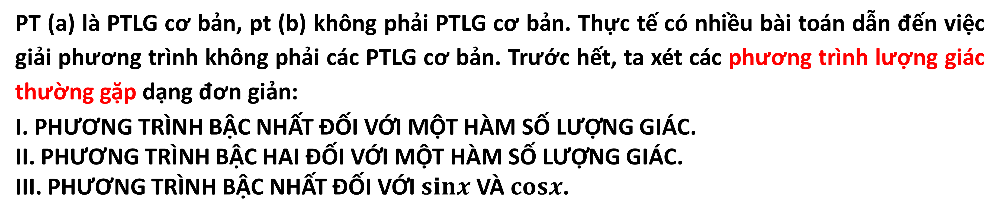 PT (a) là PTLG cơ bản, pt (b) không phải PTLG cơ bản. Thực tế có nhiều bài toán dẫn đến việc
giải phương trình không phải các PTLG cơ bản. Trước hết, ta xét các phương trình lượng giác
thường gặp dạng đơn giản:
I. PHƯƠNG TRÌNH BẬC NHẤT ĐỐI VỚI MỘT HÀM SỐ LƯỢNG GIÁC.
II. PHƯƠNG TRÌNH BẬC HAI ĐỐI VỚI MỘT HÀM SỐ LƯỢNG GIÁC.
III. PHƯƠNG TRÌNH BẬC NHẤT ĐỐI VỚI sinx VÀ cosx.